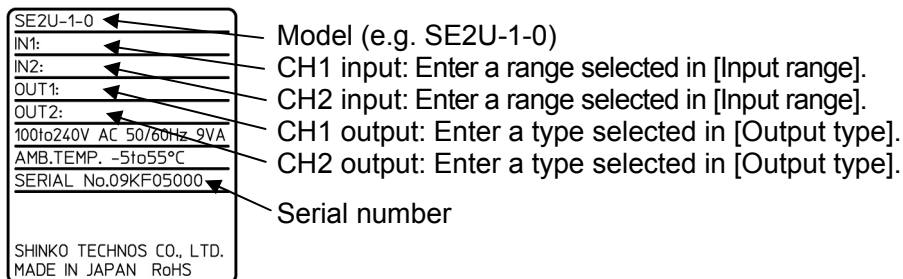 SE2U-1-0
IN1:
IN2:
OUT1:
OUT2:
100to240V AC 50/60Hz 9VA
AMB.TEMP. -5to55°C
SERIAL No.09KF05000
SHINKO TECHNOS CO., LTD.
MADE IN JAPAN RoHS
Model (e.g. SE2U-1-0)
CH1 input: Enter a range selected in [Input range].
CH2 input: Enter a range selected in [Input range].
CH1 output: Enter a type selected in [Output type].
CH2 output: Enter a type selected in [Output type].
Serial number